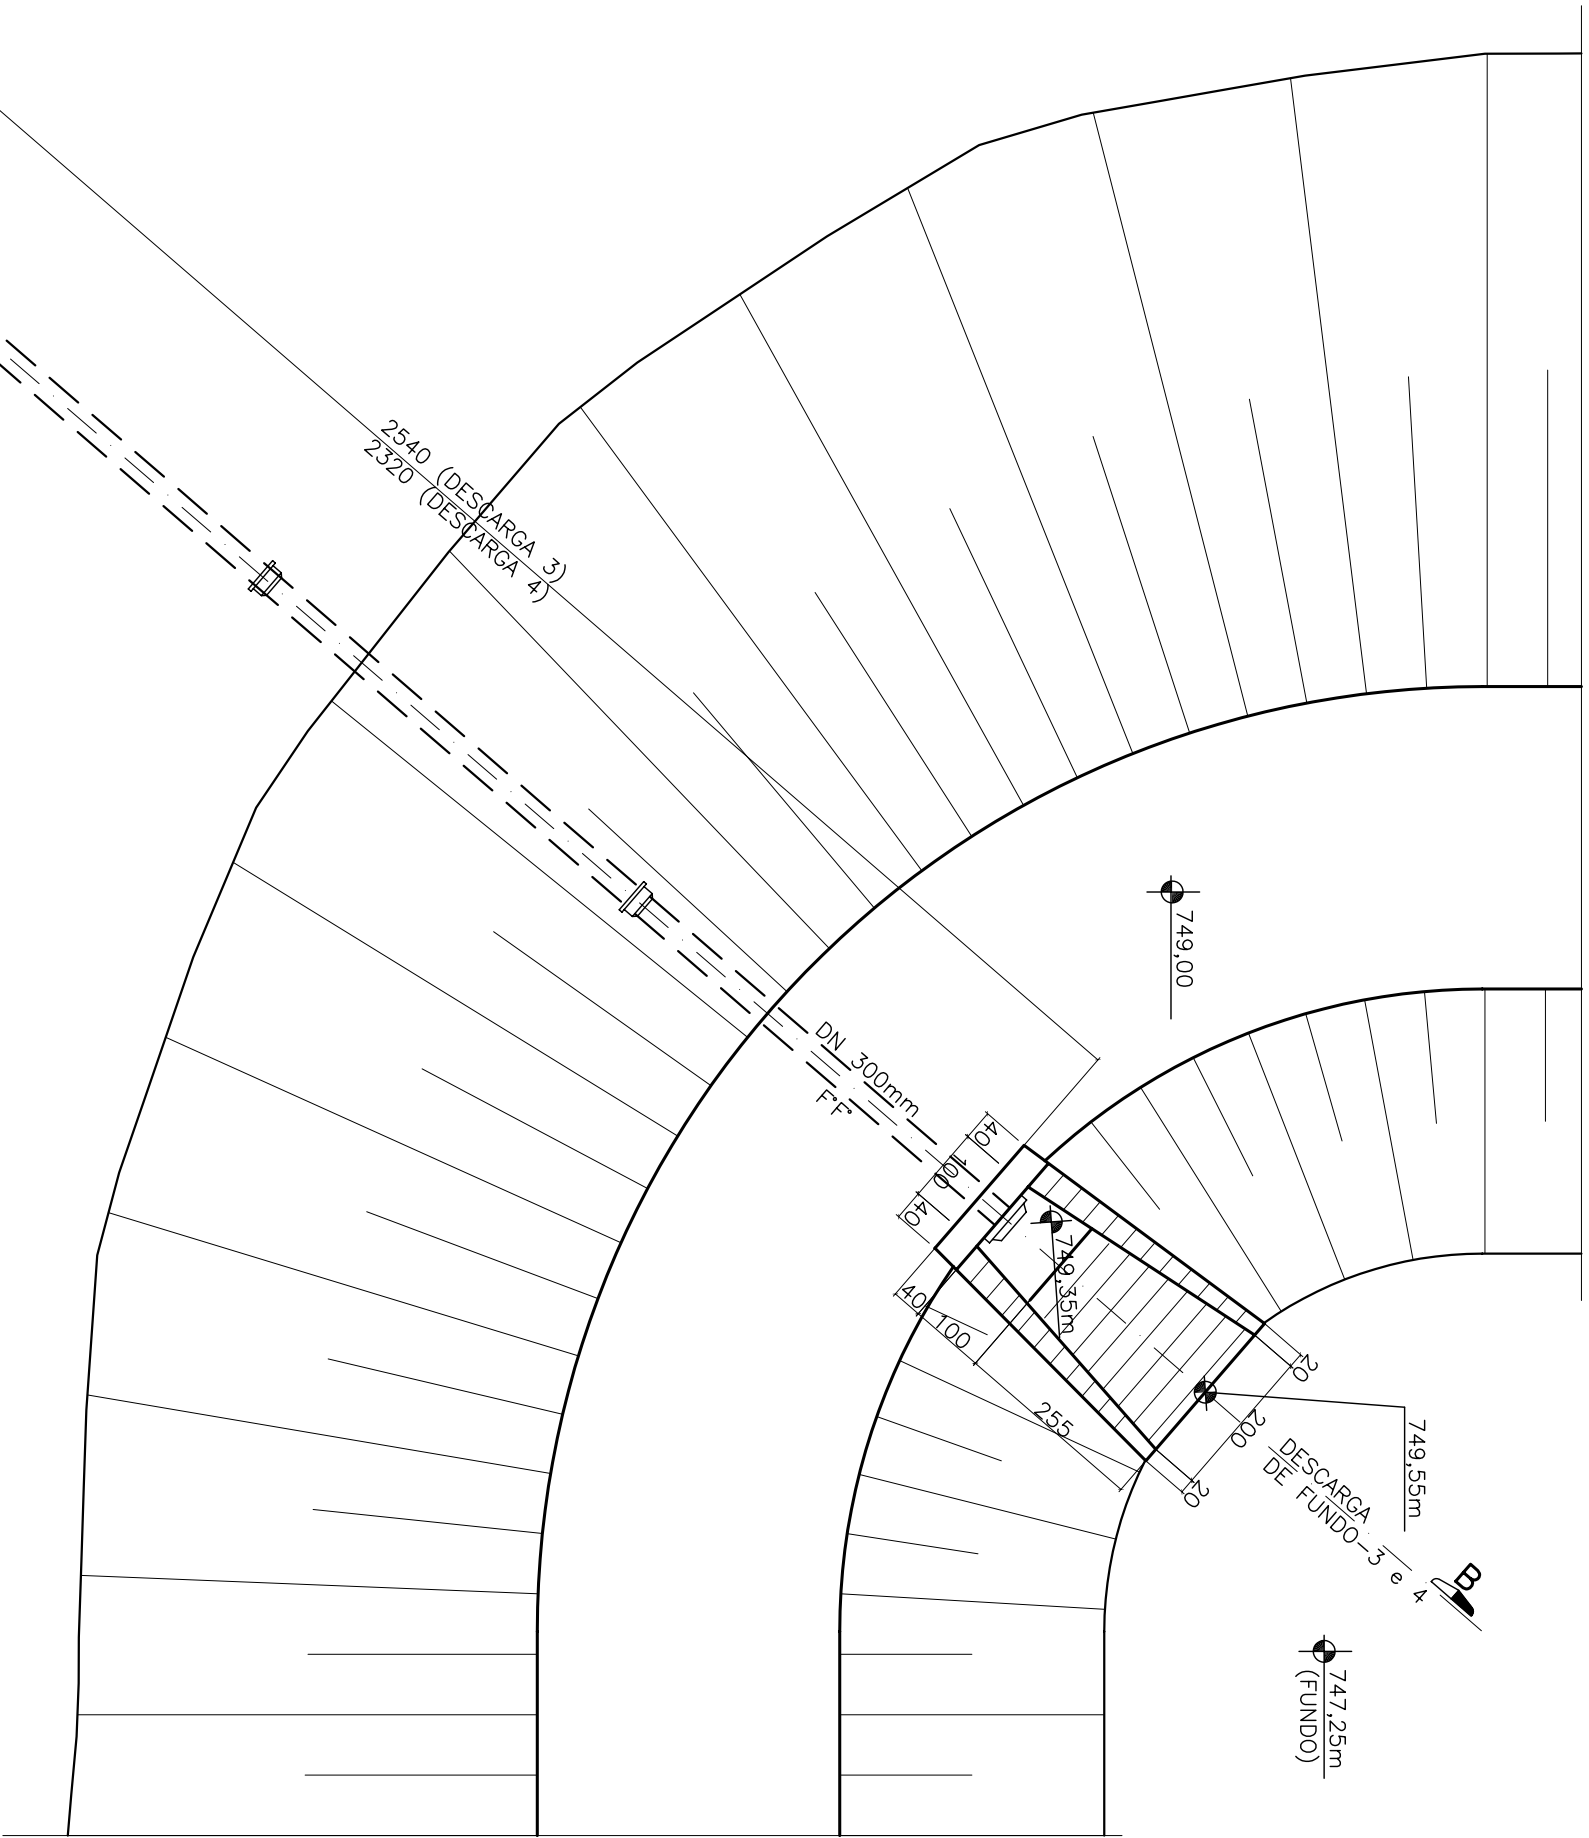 2540 (DESCARGA 3)
2320 (DESCARGA 4)
749,00
DN 300mm
F°F°
40
100
40
749,35m
40
100
255
20
200
20
749,55m
DESCARGA
DE FUNDO-3 e 4
B
747,25m
(FUNDO)